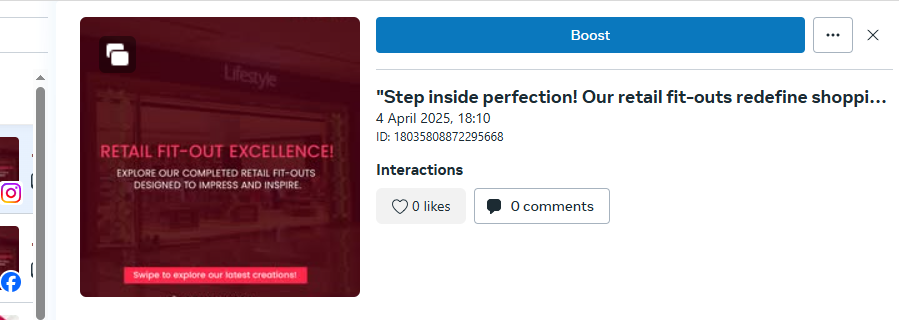 Boost
Lifestyle
RETAIL FIT-OUT EXCELLENCE!
EXPLORE OUR COMPLETED RETAIL FIT-OUTS
DESIGNED TO IMPRESS AND INSPIRE.
Swipe to explore our latest creations!
"Step inside perfection! Our retail fit-outs redefine shoppi...
4 April 2025, 18:10
ID: 18035808872295668
Interactions
0 likes
0 comments